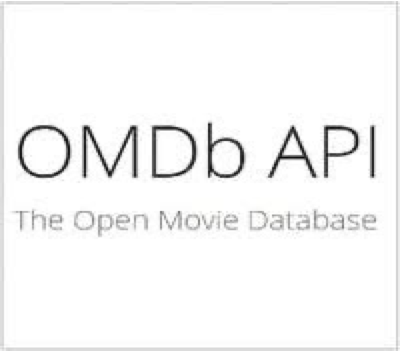 OMDb API
The Open Movie Database